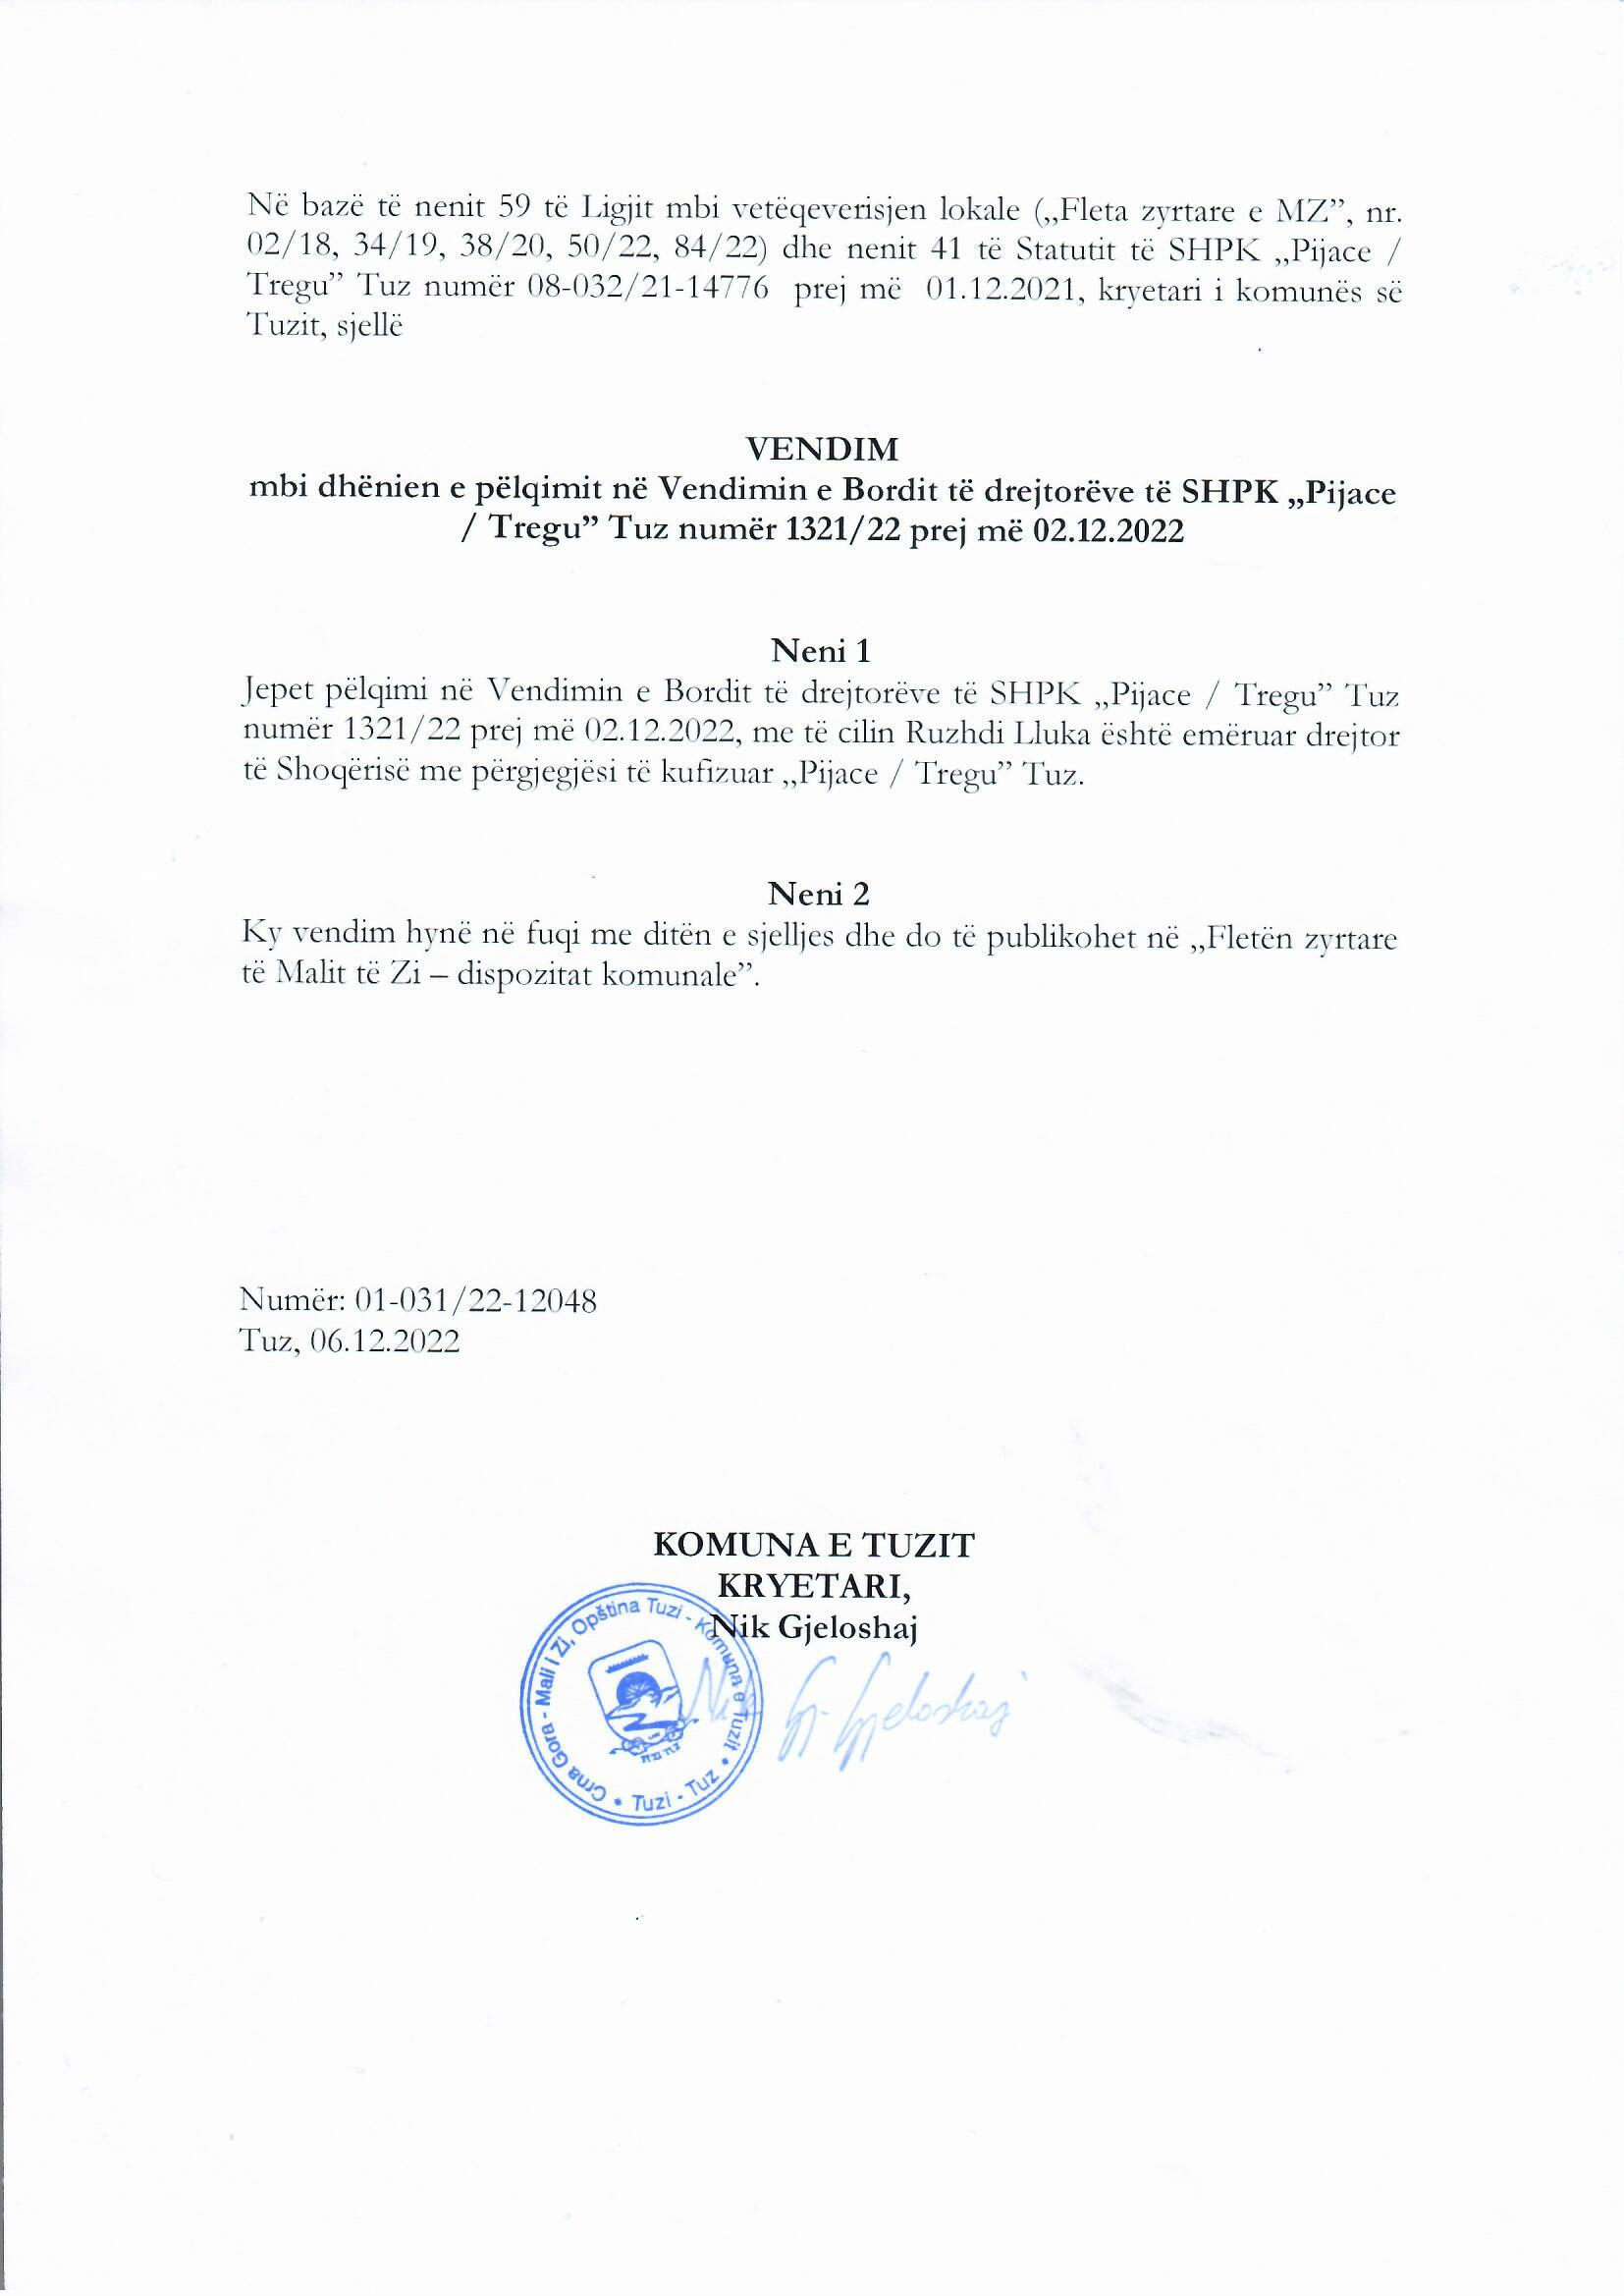 Në bazë të nenit 59 të Ligjit mbi vetëqeverisjen lokale („Fleta zyrtare e MZ”, nr.
02/18, 34/19, 38/20, 50/22, 84/22) dhe nenit 41 të Statutit të SHPK „Pijace /
Tregu” Tuz numër 08-032/21-14776 prej më 01.12.2021, kryetari i komunës së
Tuzit, sjellë
VENDIM
mbi dhënien e pëlqimit në Vendimin e Bordit të drejtorëve të SHPK „Pijace
/ Tregu” Tuz numër 1321/22 prej më 02.12.2022
Neni 1
Jepet pëlqimi në Vendimin e Bordit të drejtorëve të SHPK „Pijace / Tregu” Tuz
numër 1321/22 prej më 02.12.2022, me të cilin Ruzhdi Lluka është emëruar drejtor
të Shoqërisë me përgjegjësi të kufizuar „Pijace / Tregu” Tuz.
Neni 2
Ky vendim hynë në fuqi me ditën e sjelljes dhe do të publikohet në „Fletën zyrtare
të Malit të Zi – dispozitat komunale”.
Numër: 01-031/22-12048
Tuz, 06.12.2022
KOMUNA E TUZIT
KRYETARI,
Nik Gjeloshaj
Crna Gora - Mali i Zi, Opština Tuzi - Komuna e Tuzit • Tuzi - Tuz •
Nik Gj. Gjeloshaj